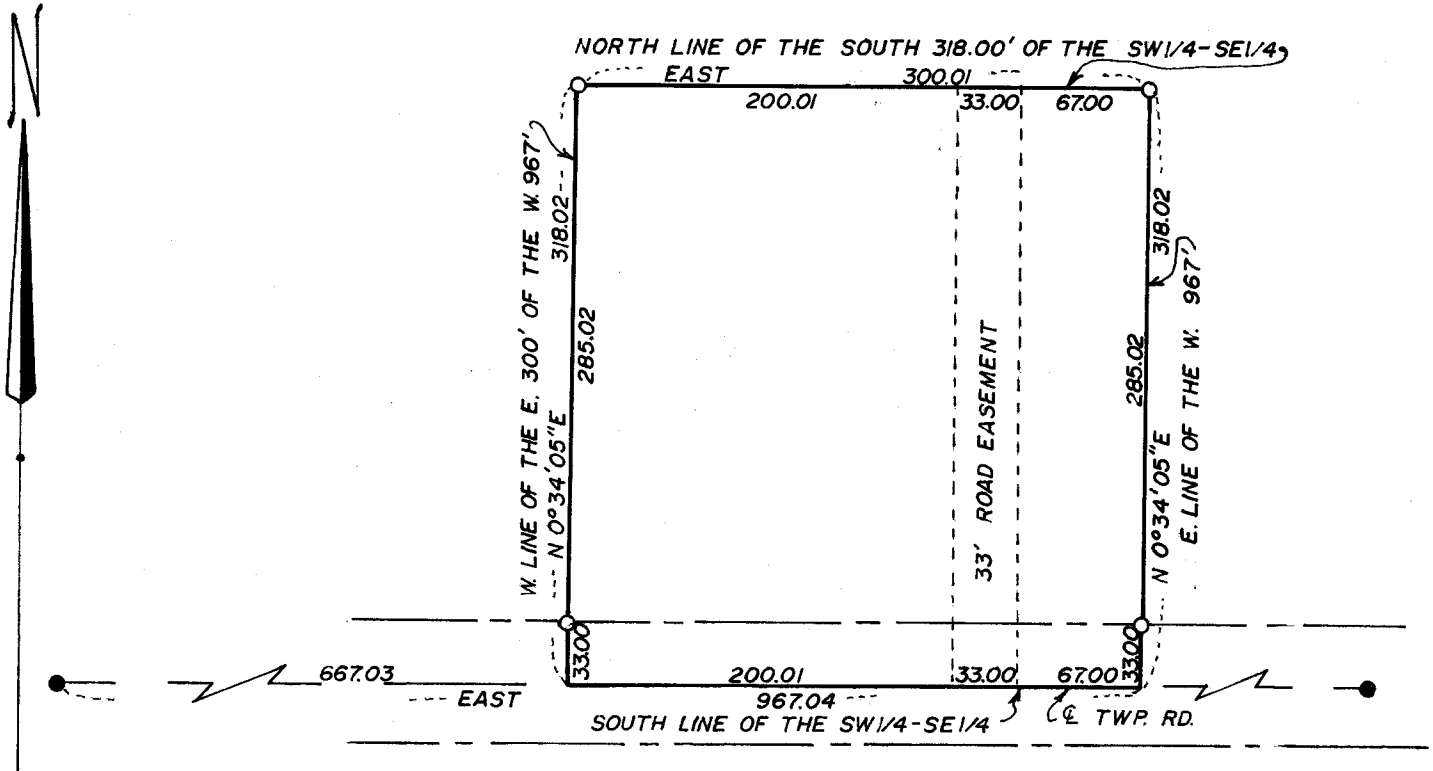 N
NORTH LINE OF THE SOUTH 318.00' OF THE SW1/4-SE1/4
EAST 300.01
200.01 33.00 67.00
W. LINE OF THE E. 300' OF THE W. 967'
318.02
285.02
N 0°34'05"E
33.00
33' ROAD EASEMENT
318.02
285.02
N 0°34'05"E
E. LINE OF THE W. 967'
33.00
667.03
EAST
200.01 33.00 67.00
967.04
SOUTH LINE OF THE SW1/4-SE1/4
℄ TWP. RD.